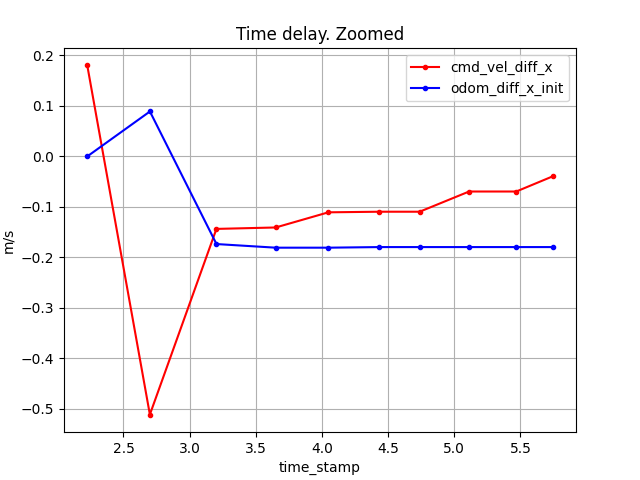 Time delay. Zoomed
cmd_vel_diff_x
odom_diff_x_init
0.2
0.1
0.0
−0.1
−0.2
−0.3
−0.4
−0.5
m/s
2.5 3.0 3.5 4.0 4.5 5.0 5.5
time_stamp